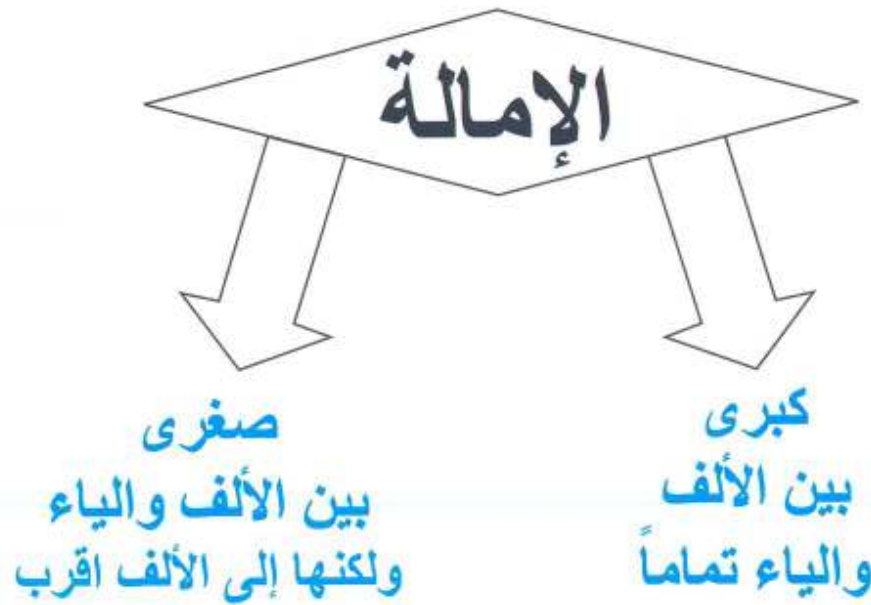 الإمالة
كبرى
بين الألف
والياء تماماً
صغرى
بين الألف والياء
ولكنها إلى الألف اقرب